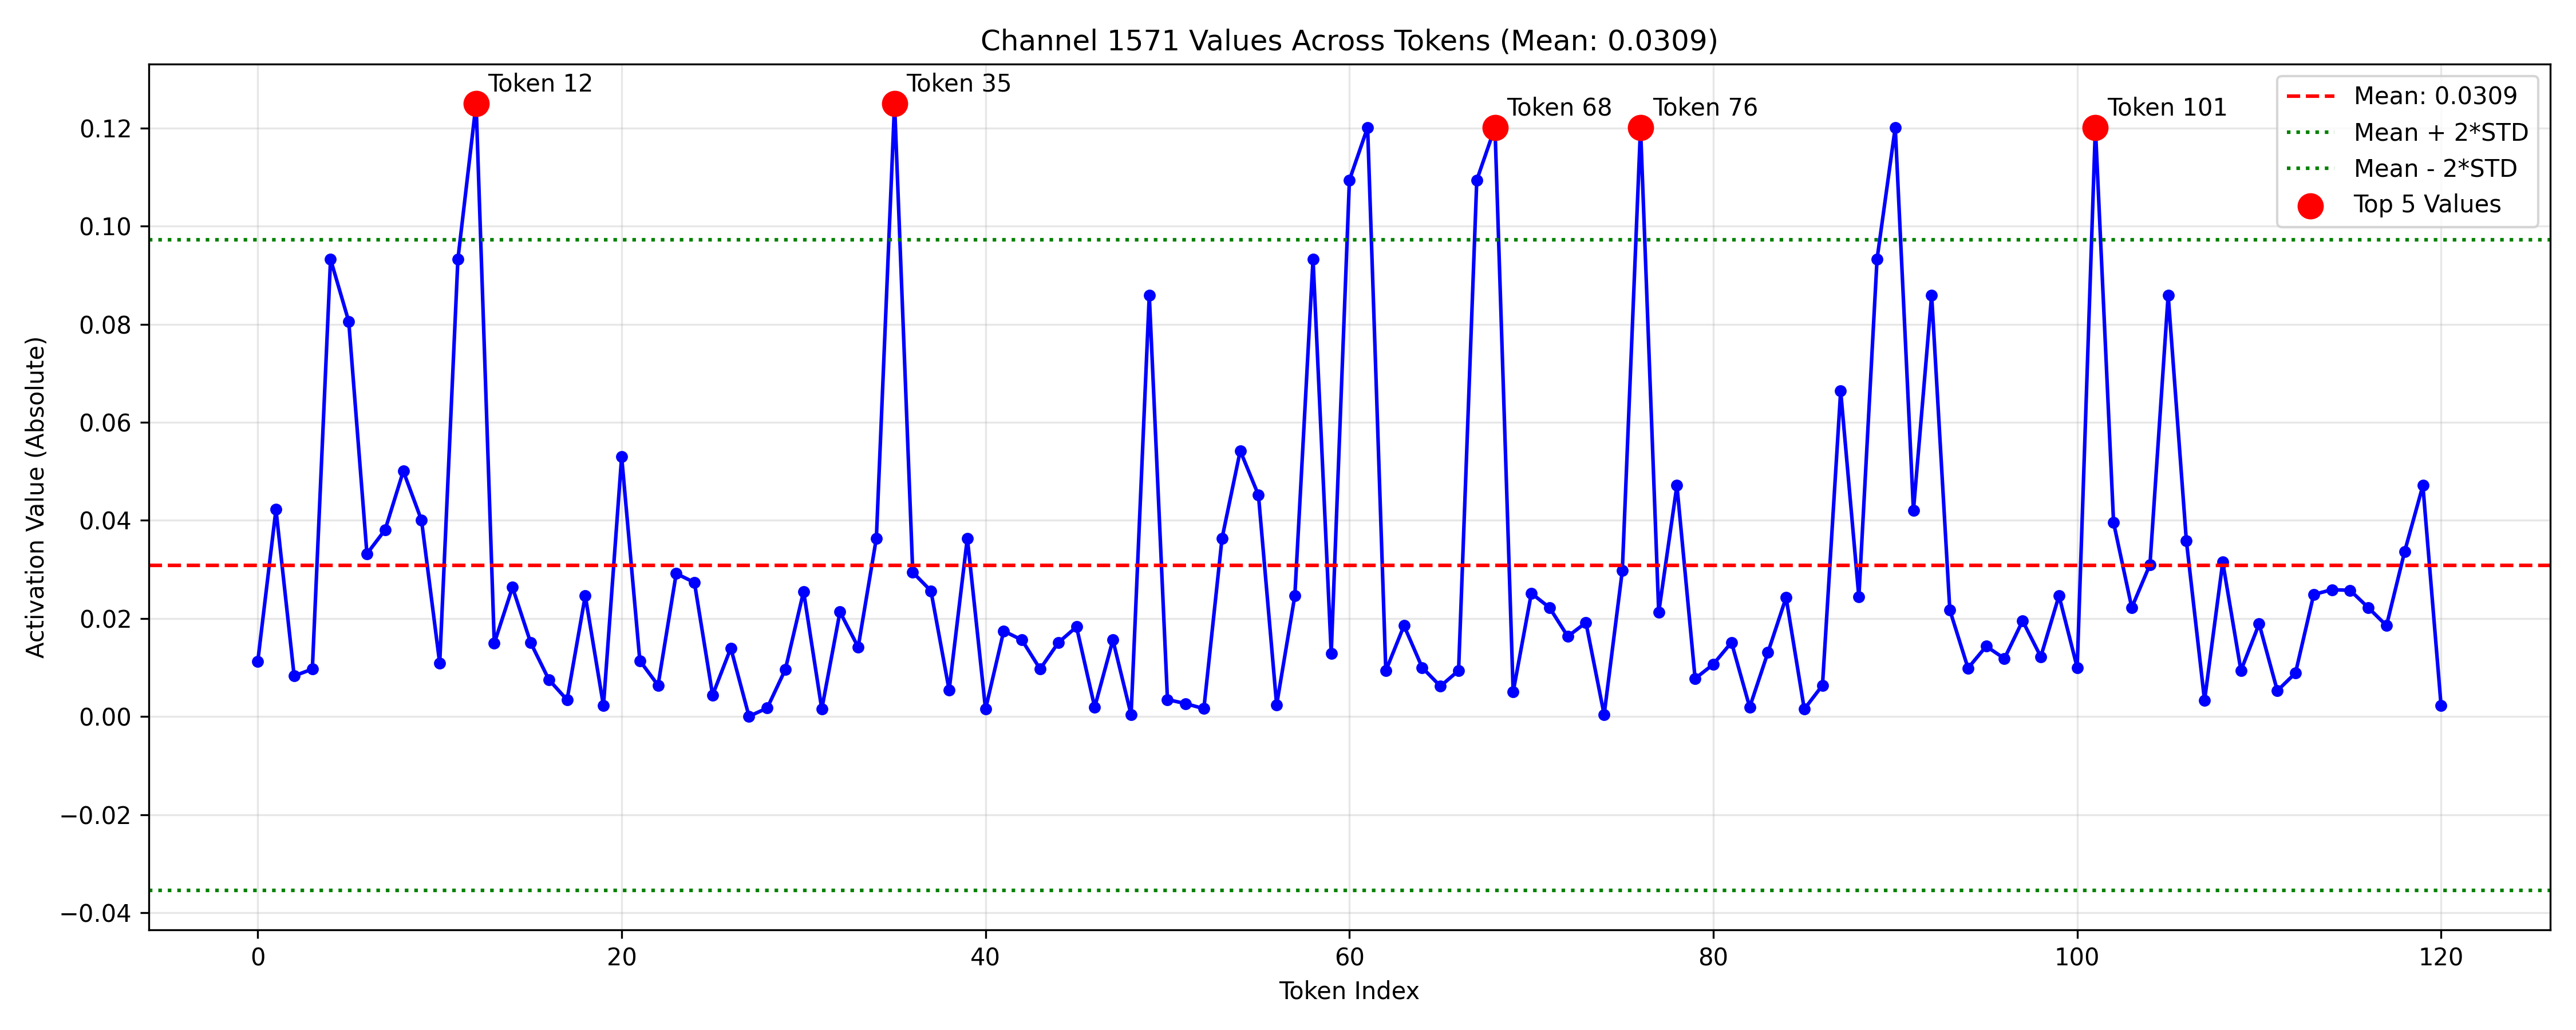 Channel 1571 Values Across Tokens (Mean: 0.0309)
Token 12
Token 35
Token 68
Token 76
Token 101
Mean: 0.0309
Mean + 2*STD
Mean - 2*STD
Top 5 Values
Activation Value (Absolute)
0.12
0.10
0.08
0.06
0.04
0.02
0.00
−0.02
−0.04
0
20
40
60
80
100
120
Token Index